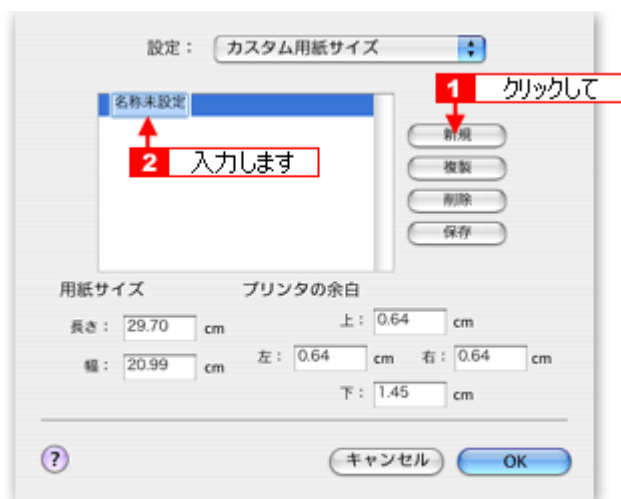 設定： カスタム用紙サイズ
名称未設定
1 クリックして
新規
2 入力します
複製
削除
保存
用紙サイズ
プリンタの余白
長さ： 29.70 cm
上： 0.64 cm
幅： 20.99 cm
左： 0.64 cm 右： 0.64 cm
下： 1.45 cm
? キャンセル OK